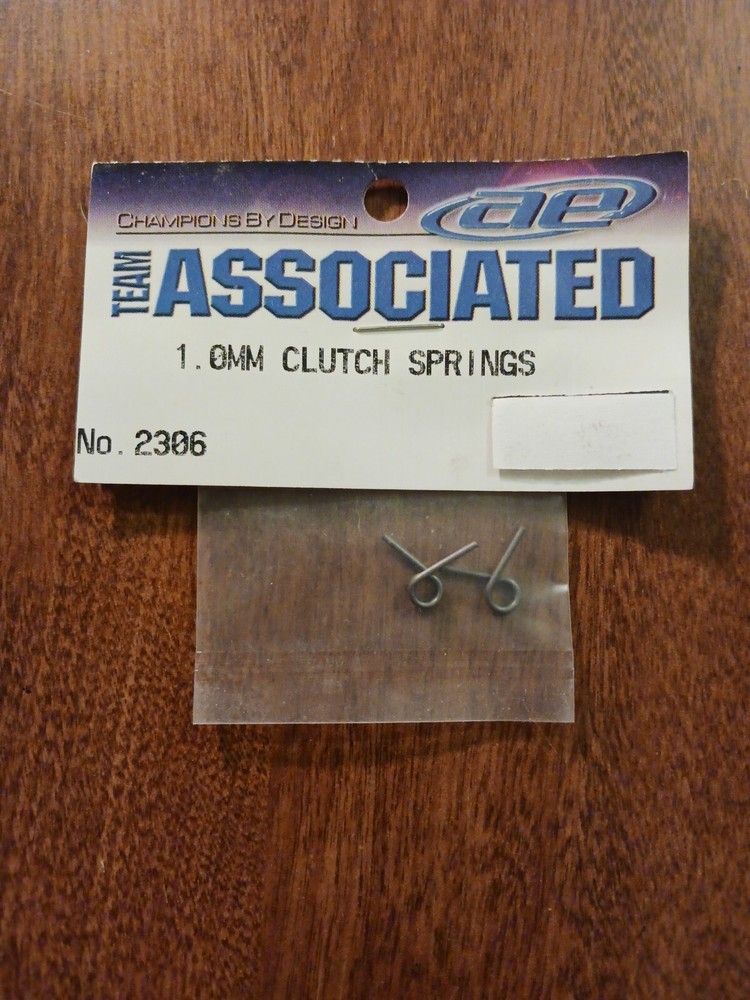 CHAMPIONS BY DESIGN
ae
TEAM ASSOCIATED
1.0MM CLUTCH SPRINGS
No. 2306